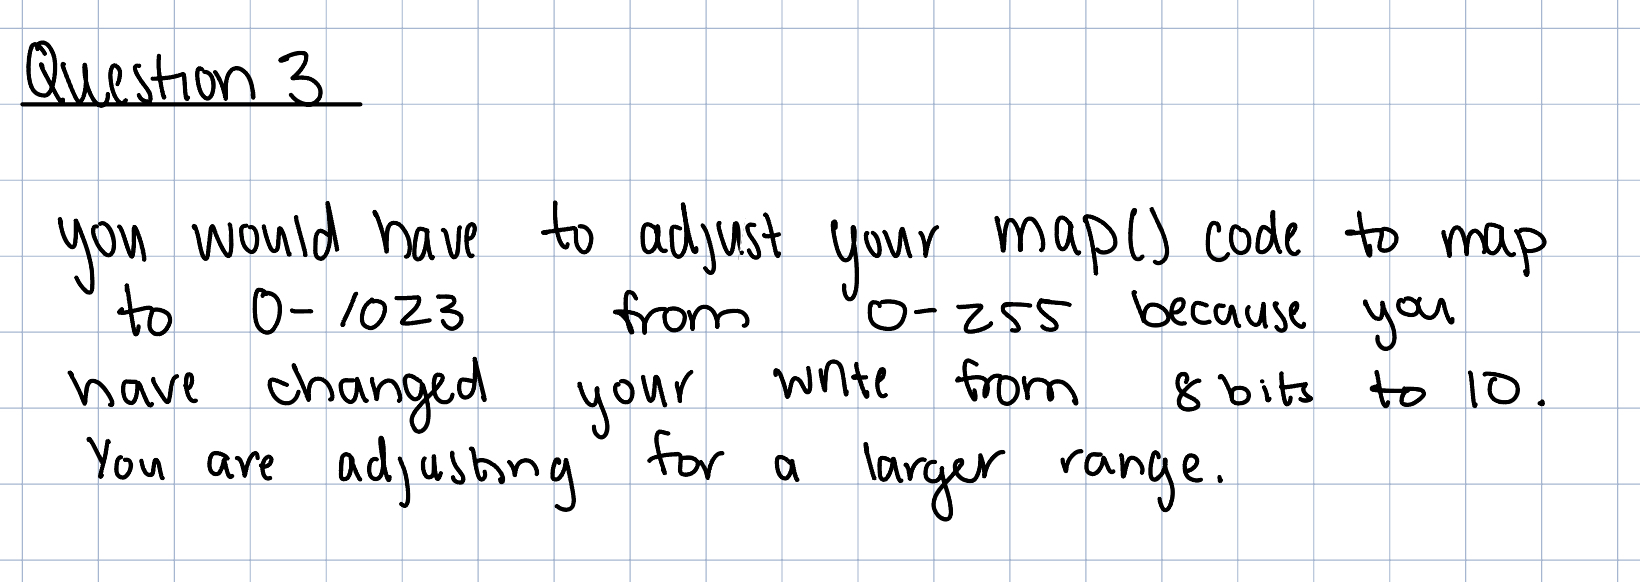 Question 3
you would have to adjust your map() code to map
to 0-1023 from 0-255 because you
have changed your write from 8 bits to 10.
You are adjusting for a larger range.